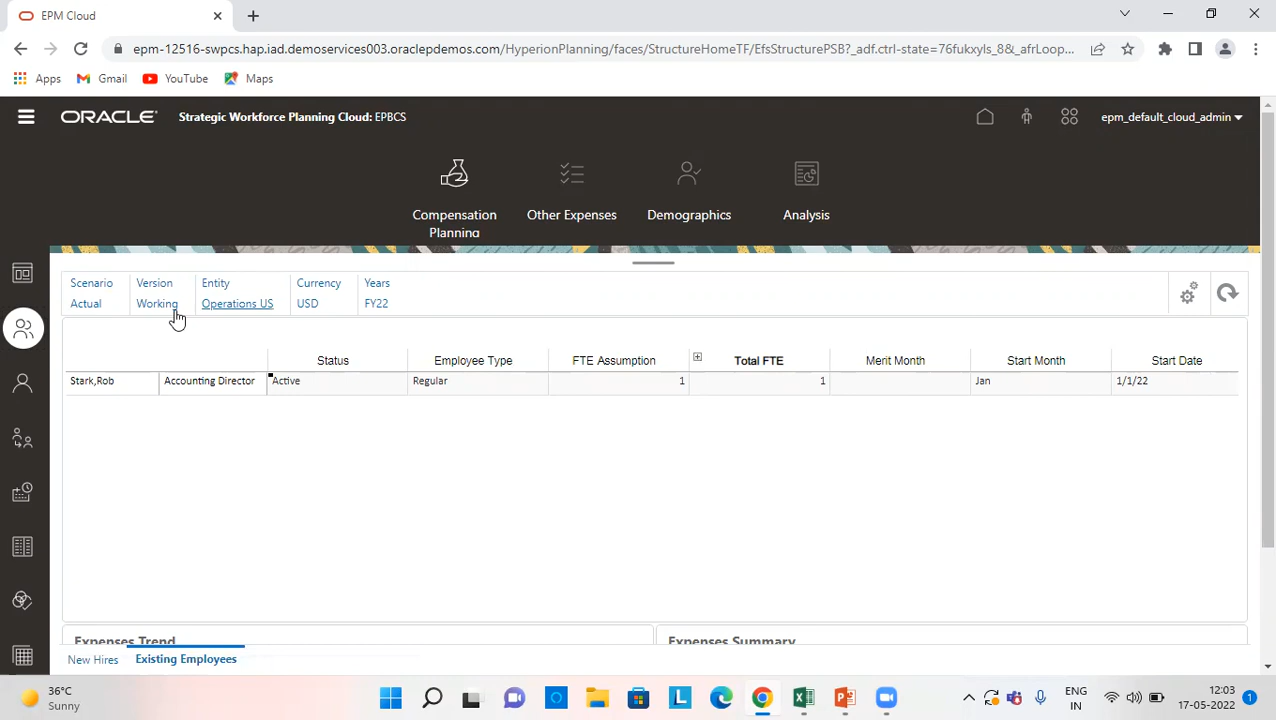 EPM Cloud
epm-12516-swpcs.hap.iad.demoservices003.oraclepdemos.com/HyperionPlanning/faces/StructureHomeTF/EfsStructurePSB?_adf.ctrl-state=76fukxyls_8&_afrLoop...
Apps Gmail YouTube Maps
ORACLE Strategic Workforce Planning Cloud: EPBCS epm_default_cloud_admin
Compensation Planning Other Expenses Demographics Analysis
Scenario Version Entity Currency Years
Actual Working Operations US USD FY22
Status Employee Type FTE Assumption Total FTE Merit Month Start Month Start Date
Stark,Rob Accounting Director Active Regular 1 1 Jan 1/1/22
Expenses Trend Expenses Summary
New Hires Existing Employees
36°C ENG 12:03
Sunny IN 17-05-2022 1